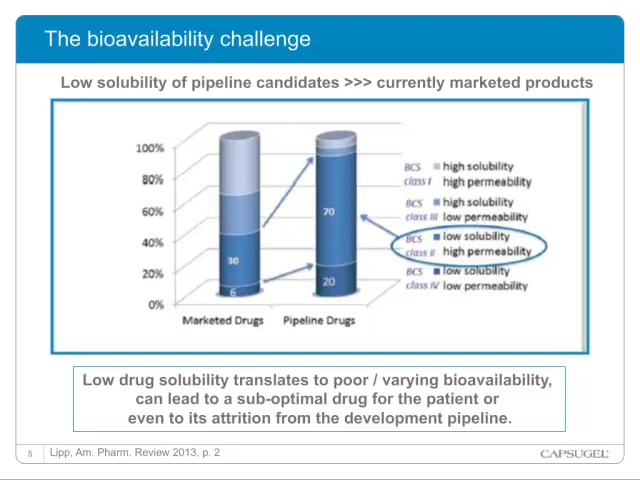 The bioavailability challenge
Low solubility of pipeline candidates >>> currently marketed products
100%
80%
60%
40%
20%
0%
30
6
70
20
Marketed Drugs
Pipeline Drugs
BCS high solubility
class I high permeability
BCS high solubility
class III low permeability
BCS low solubility
class II high permeability
BCS low solubility
class IV low permeability
Low drug solubility translates to poor / varying bioavailability,
can lead to a sub-optimal drug for the patient or
even to its attrition from the development pipeline.
5
Lipp, Am. Pharm. Review 2013, p. 2
CAPSUGEL